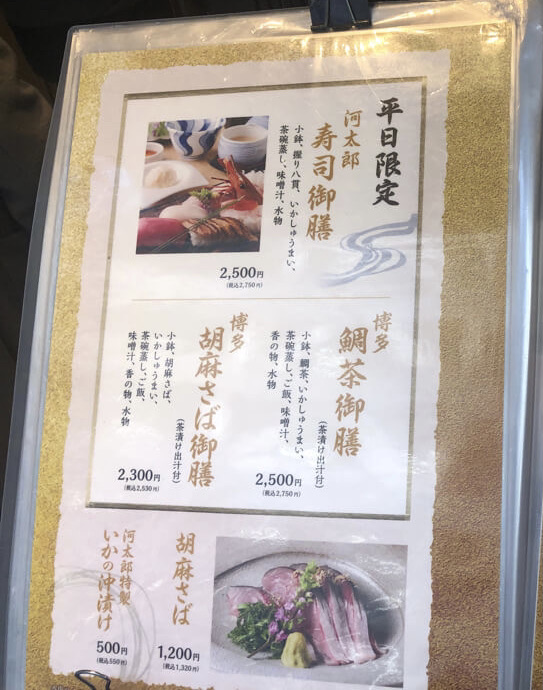 平日限定
河太郎
寿司御膳
小鉢、握り八貫、いかしゅうまい、
茶碗蒸し、味噌汁、水物
2,500円
(税込2,750円)
博多
鯛茶御膳
(茶漬け出汁付)
小鉢、鯛茶、いかしゅうまい、
茶碗蒸し、ご飯、味噌汁、
香の物、水物
2,500円
(税込2,750円)
博多
胡麻さば御膳
(茶漬け出汁付)
小鉢、胡麻さば、
いかしゅうまい、
茶碗蒸し、ご飯、
味噌汁、香の物、水物
2,300円
(税込2,530円)
胡麻さば
1,200円
(税込1,320円)
河太郎特製
いかの沖漬け
500円
(税込550円)